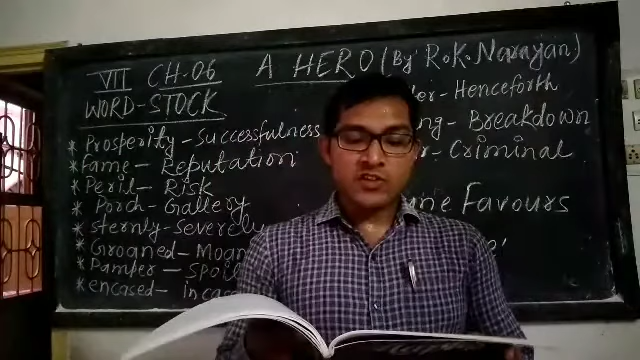 VII CH-06 A HERO (By R.K. Narayan)
WORD-STOCK
* Prosperity - Successfulness
* Fame - Reputation
* Peril - Risk
* Porch - Gallery
* Sternly - Severely
* Groaned - Moan
* Pamper - Spoil
* encased -
Henceforth
Breakdown
Criminal
Favours